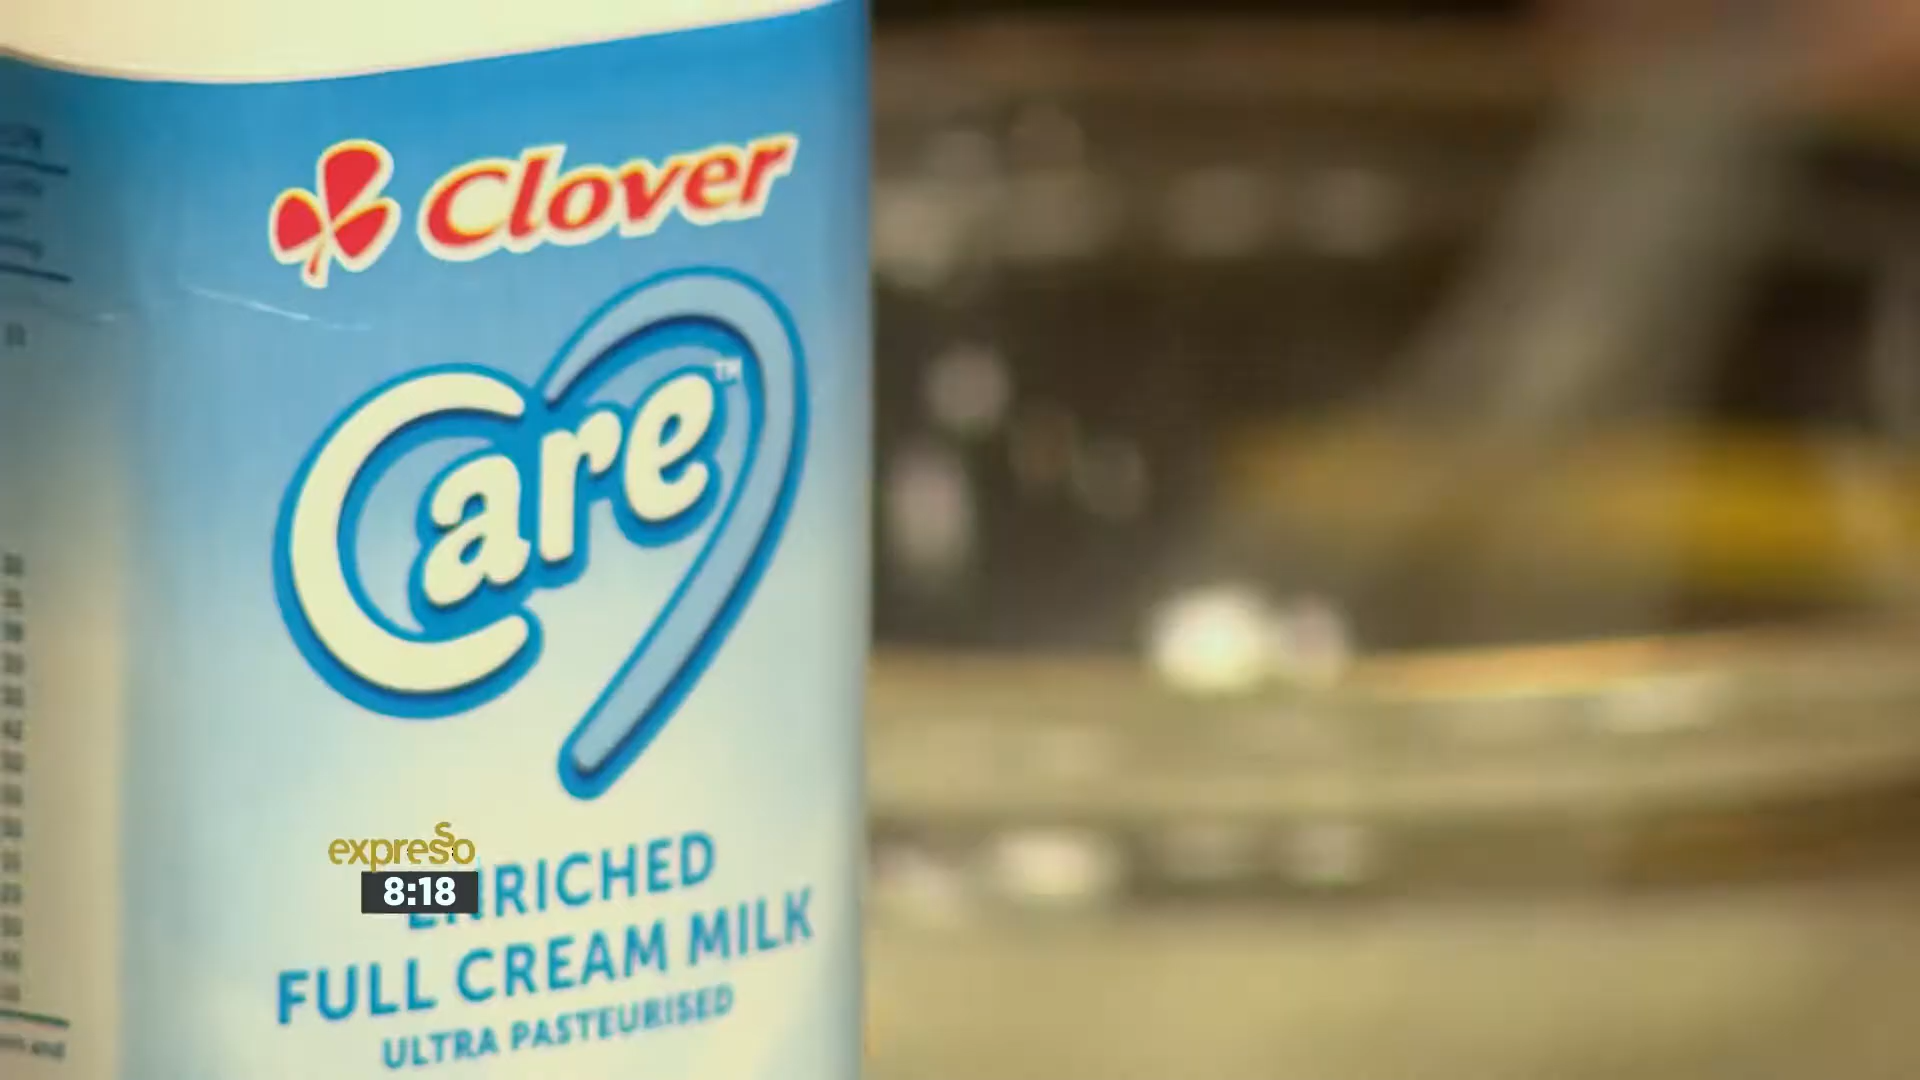 Clover
Care™
expresso
8:18
ENRICHED
FULL CREAM MILK
ULTRA PASTEURISED